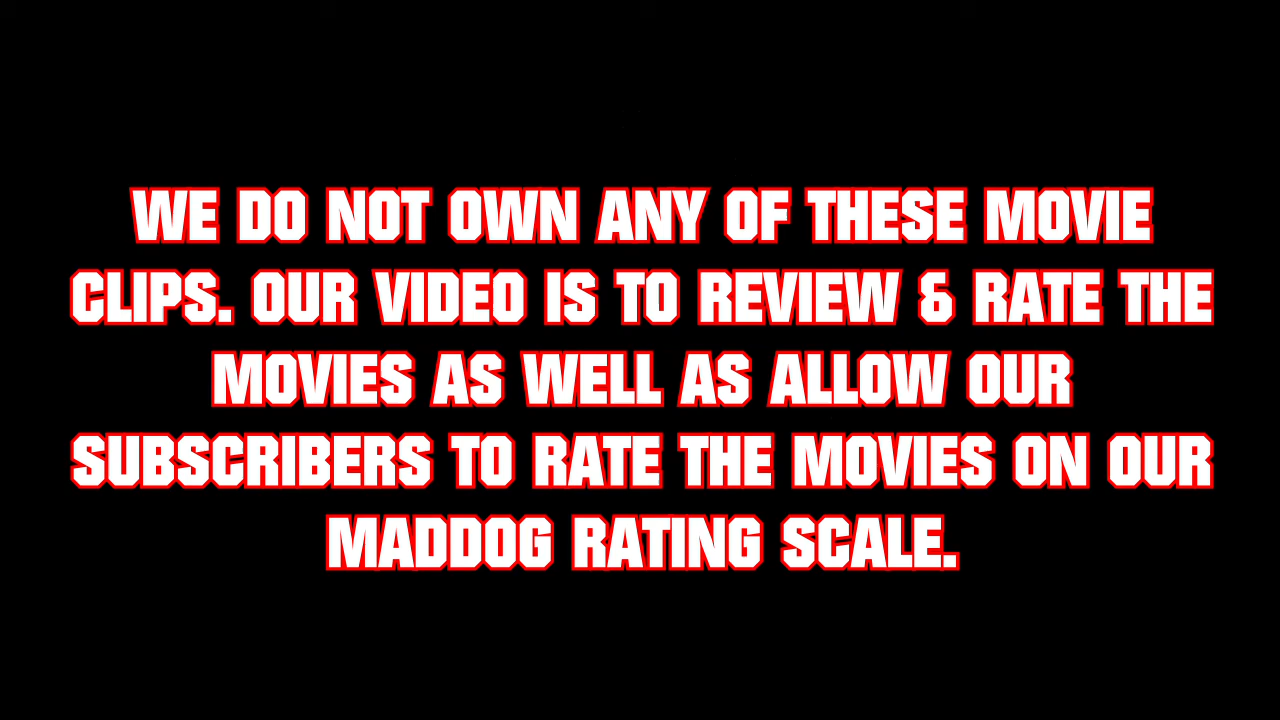 WE DO NOT OWN ANY OF THESE MOVIE
CLIPS. OUR VIDEO IS TO REVIEW & RATE THE
MOVIES AS WELL AS ALLOW OUR
SUBSCRIBERS TO RATE THE MOVIES ON OUR
MADDOG RATING SCALE.